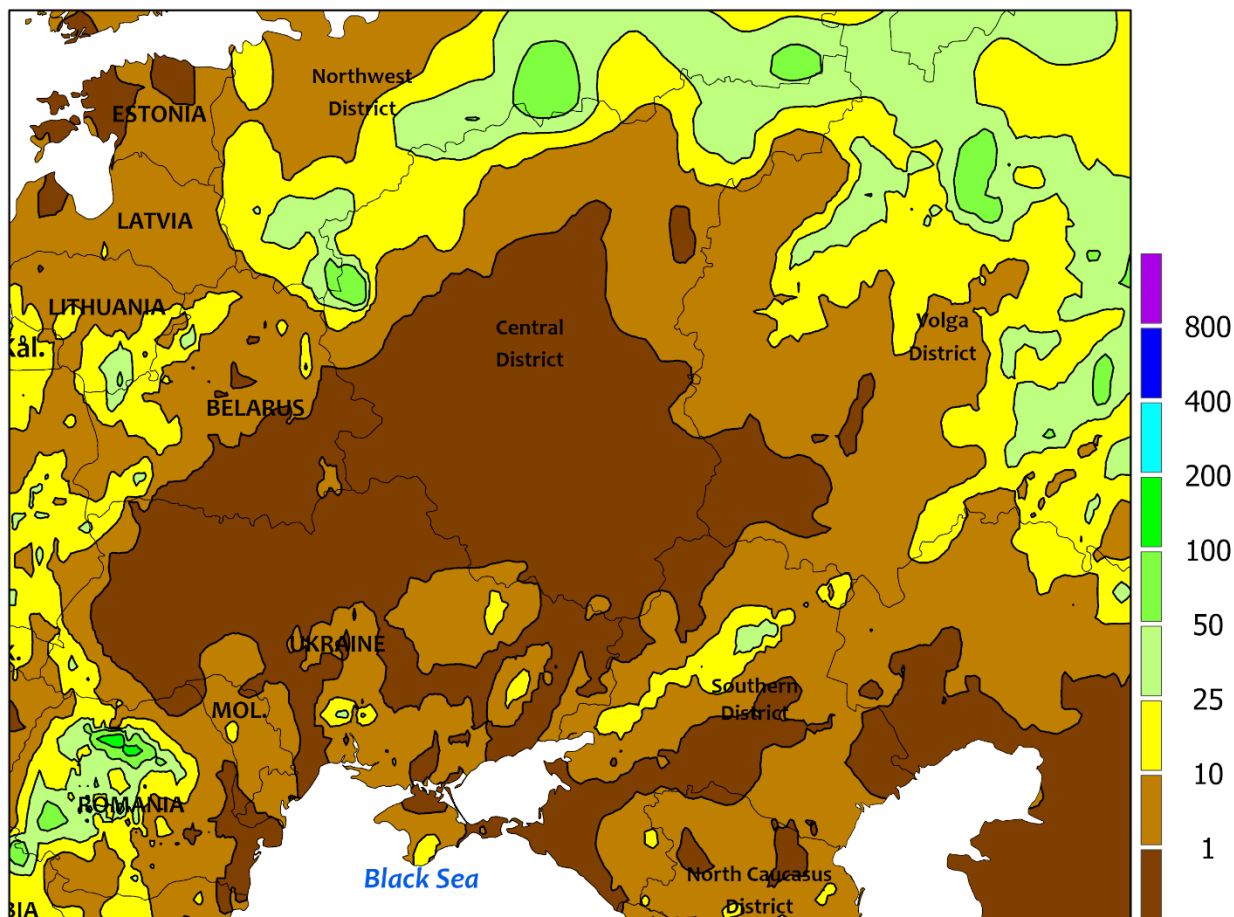 Northwest
District
ESTONIA
LATVIA
LITHUANIA
Kal.
Central
District
Volga
District
800
BELARUS
400
200
100
50
UKRAINE
K.
25
Southern
District
MOL.
10
ROMANIA
1
Black Sea
North Caucasus
District
BIA